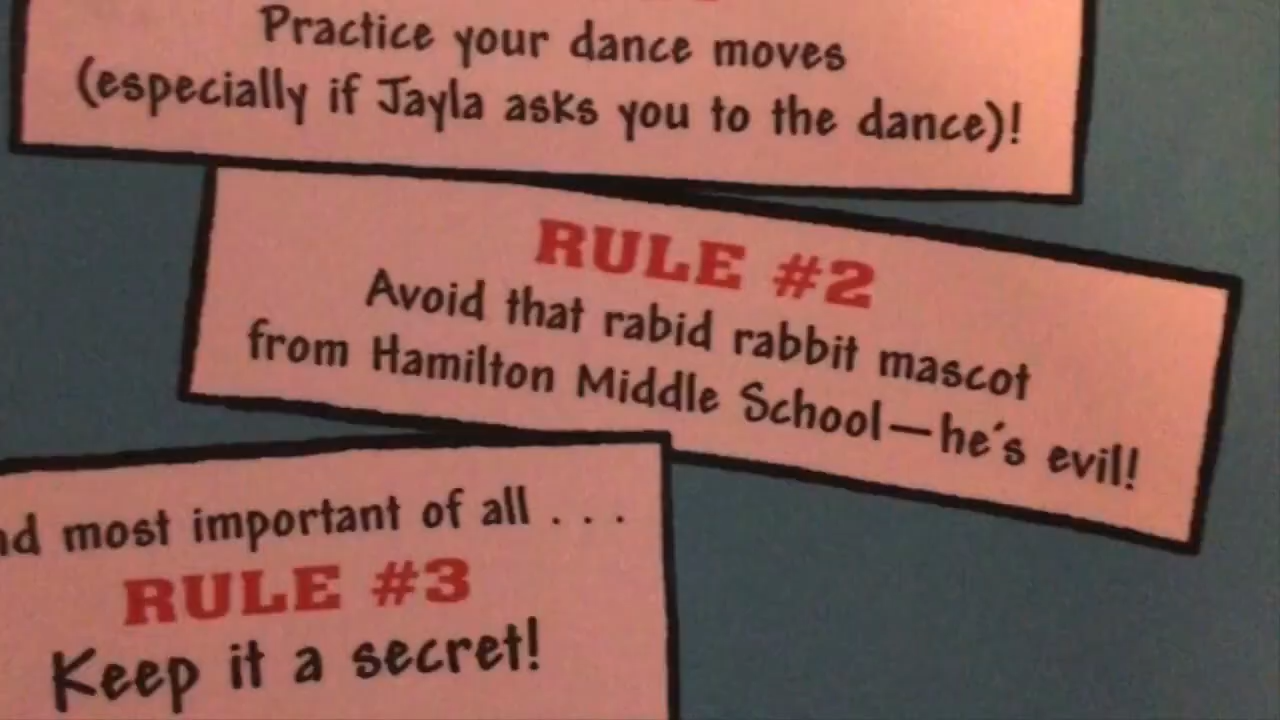 Practice your dance moves
(especially if Jayla asks you to the dance)!
RULE #2
Avoid that rabid rabbit mascot
from Hamilton Middle School—he's evil!
nd most important of all . . .
RULE #3
Keep it a secret!